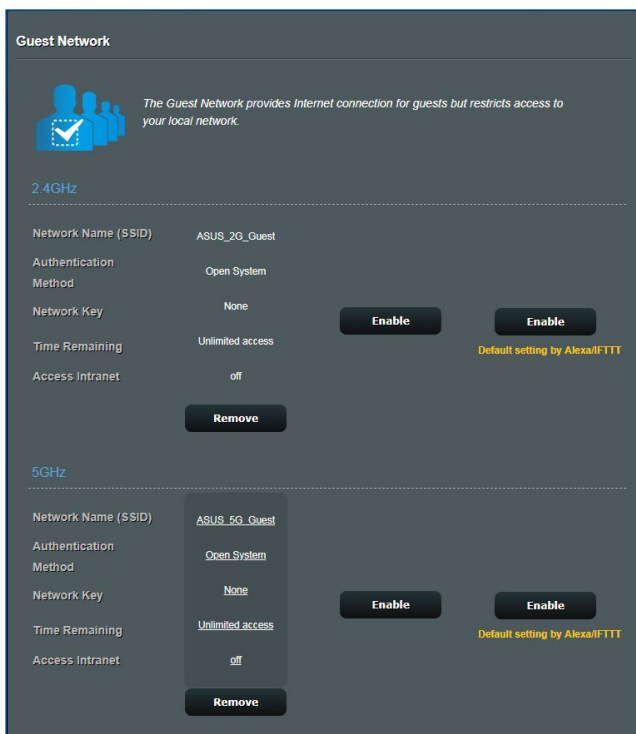 Guest Network
The Guest Network provides Internet connection for guests but restricts access to
your local network.
2.4GHz
Network Name (SSID) ASUS_2G_Guest
Authentication
Method Open System
Network Key None
Enable Enable
Time Remaining Unlimited access
Default setting by Alexa/IFTTT
Access Intranet off
Remove
5GHz
Network Name (SSID) ASUS_5G_Guest
Authentication
Method Open System
Network Key None
Enable Enable
Time Remaining Unlimited access
Default setting by Alexa/IFTTT
Access Intranet off
Remove